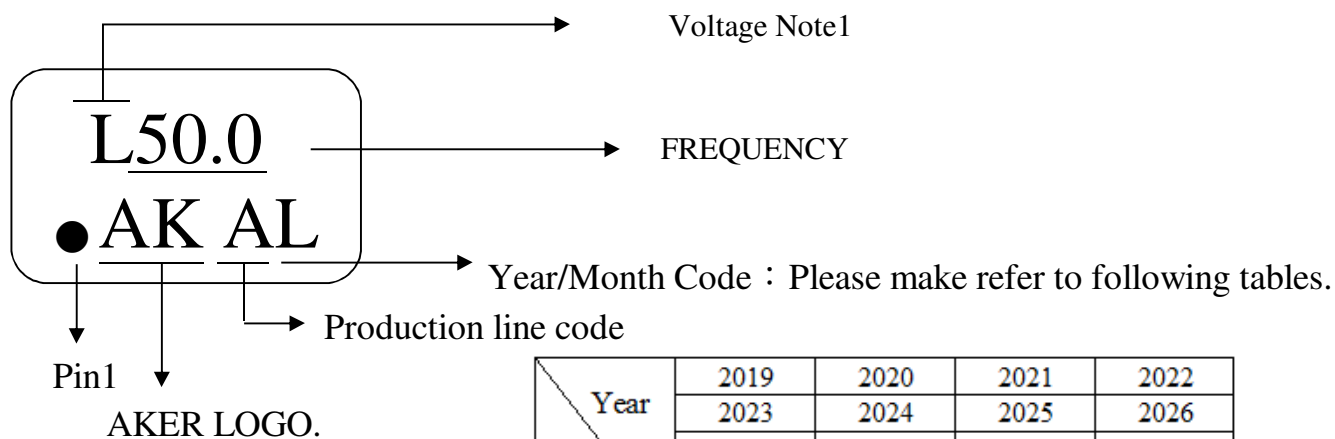 Voltage Note1
L50.0
FREQUENCY
AK AL
Year/Month Code：Please make refer to following tables.
Production line code
Pin1
AKER LOGO.
Year 2019 2020 2021 2022
2023 2024 2025 2026